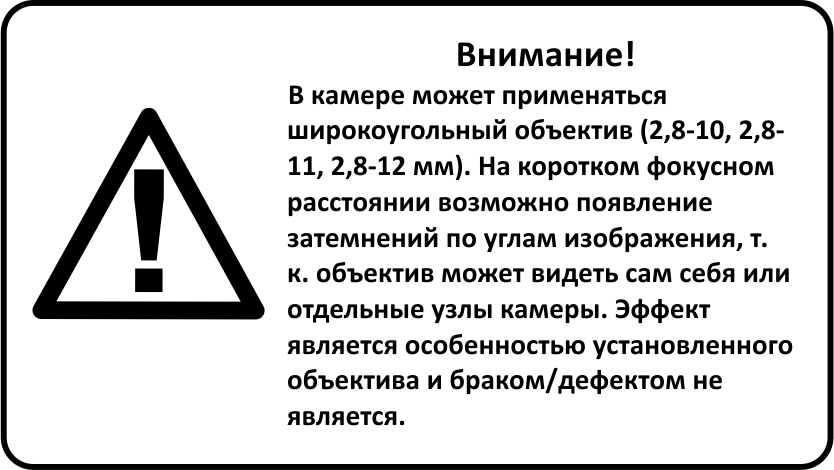 Внимание!
В камере может применяться
широкоугольный объектив (2,8-10, 2,8-
11, 2,8-12 мм). На коротком фокусном
расстоянии возможно появление
затемнений по углам изображения, т.
к. объектив может видеть сам себя или
отдельные узлы камеры. Эффект
является особенностью установленного
объектива и браком/дефектом не
является.